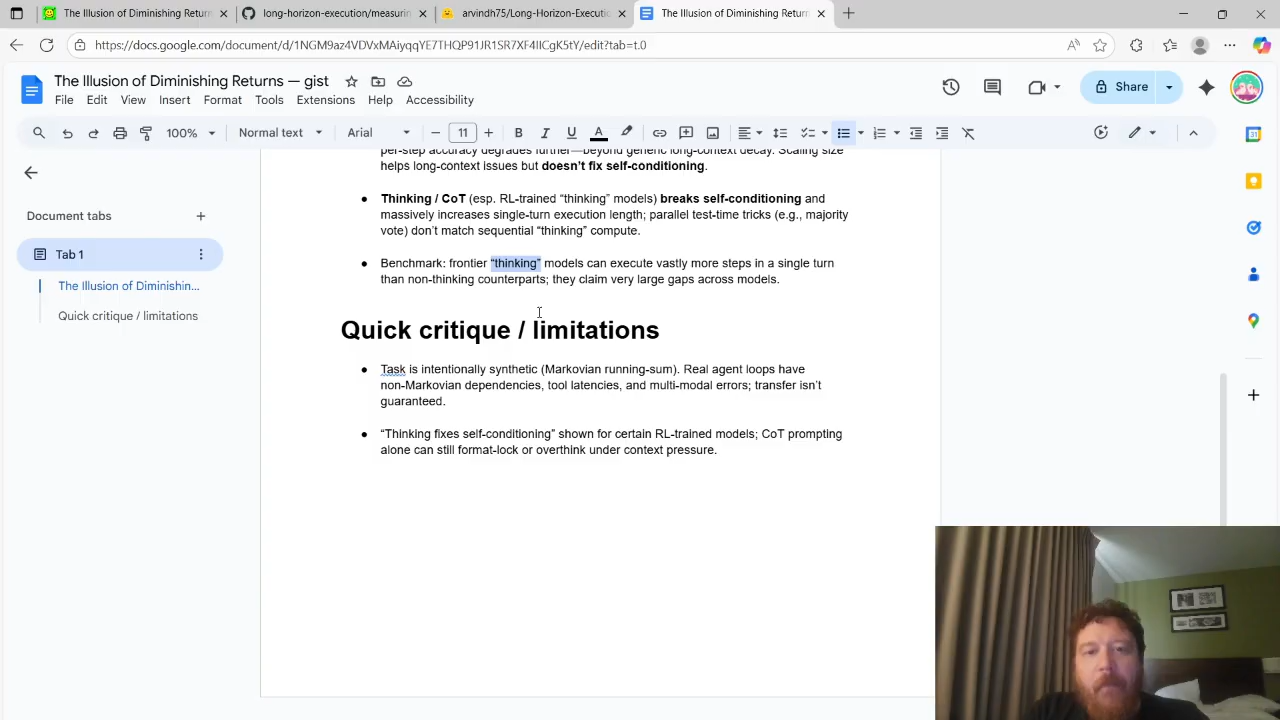 The Illusion of Diminishing Return
long-horizon-execution/measuring
arvindh75/Long-Horizon-Executio
The Illusion of Diminishing Return
https://docs.google.com/document/d/1NGM9az4VDVxMAiyqqYE7THQP91JR1SR7XF4IICgK5tY/edit?tab=t.0
The Illusion of Diminishing Returns — gist
File Edit View Insert Format Tools Extensions Help Accessibility
Share
100% Normal text Arial 11
per-step accuracy degrades further—beyond generic long-context decay. Scaling size
helps long-context issues but doesn’t fix self-conditioning.
Document tabs
Tab 1
The Illusion of Diminishin...
Quick critique / limitations
● Thinking / CoT (esp. RL-trained “thinking” models) breaks self-conditioning and
massively increases single-turn execution length; parallel test-time tricks (e.g., majority
vote) don’t match sequential “thinking” compute.
● Benchmark: frontier “thinking” models can execute vastly more steps in a single turn
than non-thinking counterparts; they claim very large gaps across models.
Quick critique / limitations
● Task is intentionally synthetic (Markovian running-sum). Real agent loops have
non-Markovian dependencies, tool latencies, and multi-modal errors; transfer isn’t
guaranteed.
● “Thinking fixes self-conditioning” shown for certain RL-trained models; CoT prompting
alone can still format-lock or overthink under context pressure.